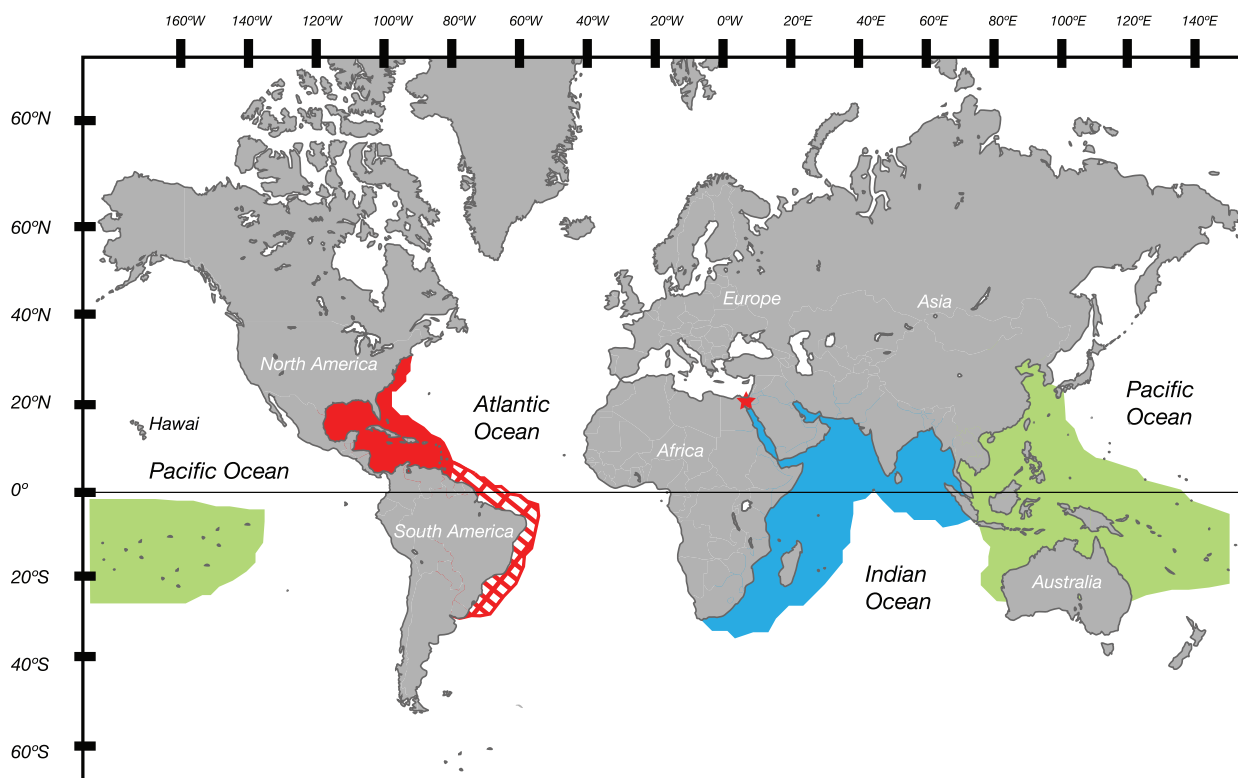 160ºW 140ºW 120ºW 100ºW 80ºW 60ºW 40ºW 20ºW 0ºW 20ºE 40ºE 60ºE 80ºE 100ºE 120ºE 140ºE
60ºN
60ºN
40ºN
20ºN
0º
20ºS
40ºS
60ºS
North America
Hawai
Pacific Ocean
South America
Atlantic
Ocean
Europe
Asia
Africa
Indian
Ocean
Australia
Pacific
Ocean